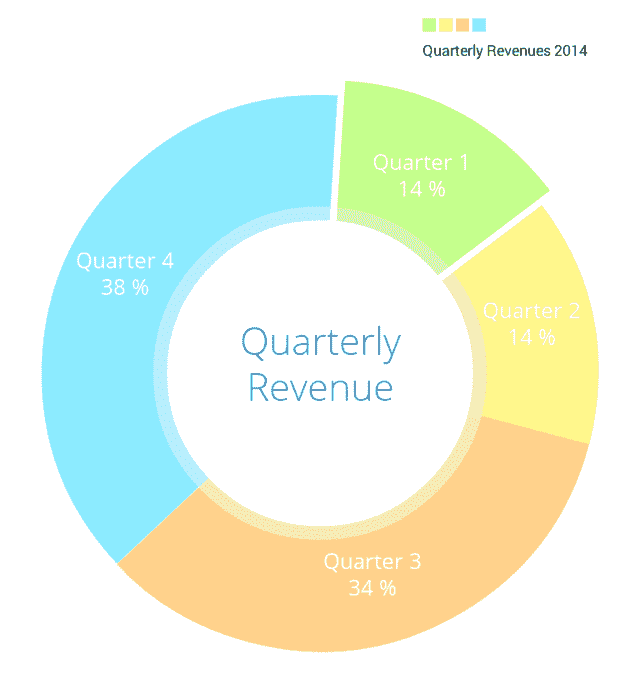 Quarterly Revenues 2014
Quarter 1
14 %
Quarter 4
38 %
Quarter 2
14 %
Quarterly
Revenue
Quarter 3
34 %